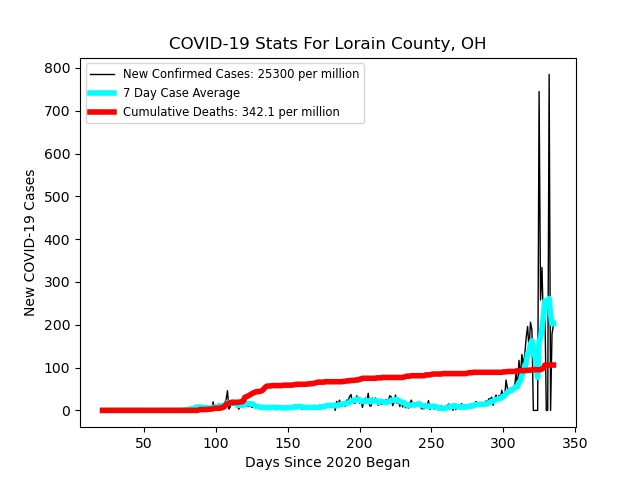 COVID-19 Stats For Lorain County, OH
New Confirmed Cases: 25300 per million
7 Day Case Average
Cumulative Deaths: 342.1 per million
New COVID-19 Cases
800
700
600
500
400
300
200
100
0
50 100 150 200 250 300 350
Days Since 2020 Began